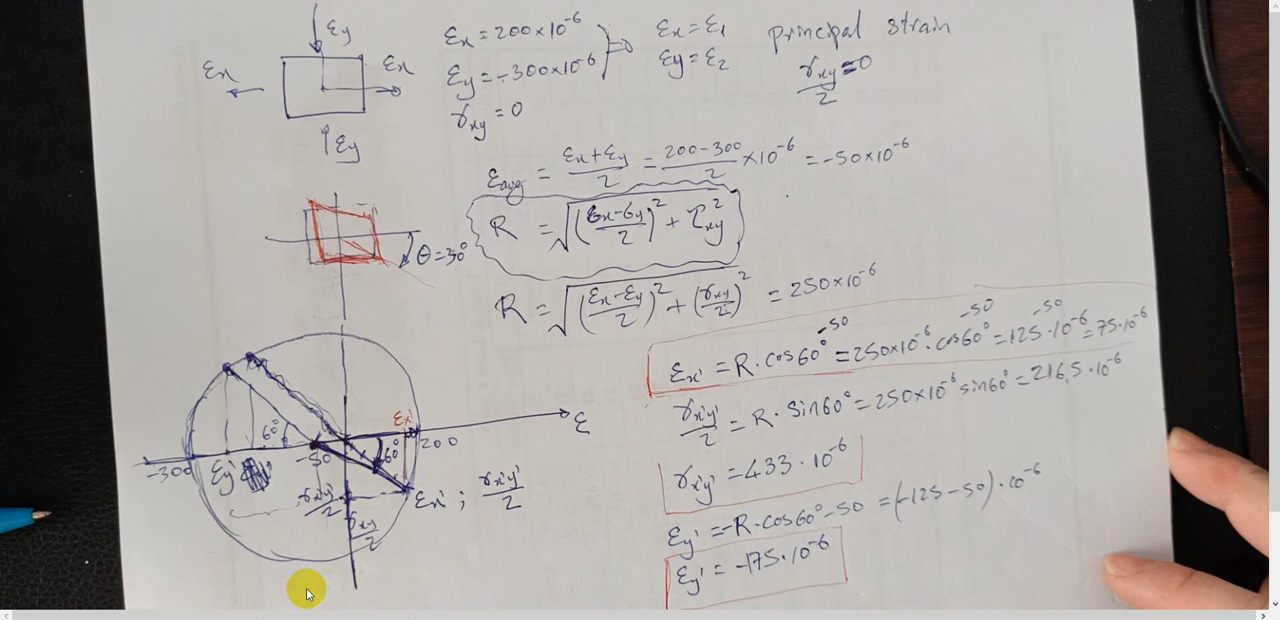 εy
εx
εx
εy
εx = 200×10⁻⁶
εy = -300×10⁻⁶
γxy = 0
⇒
εx = ε1
εy = ε2
principal strain
γxy/2 = 0
εavg = (εx+εy)/2 = (200-300)/2 ×10⁻⁶ = -50×10⁻⁶
R = √(((εx-εy)/2)² + τxy²)
θ=30°
R = √(((εx-εy)/2)² + (γxy/2)²) = 250×10⁻⁶
εx' = R·cos60° -50 = 250×10⁻⁶·cos60° -50 = 125·10⁻⁶ -50 = 75·10⁻⁶
γx'y'/2 = R·sin60° = 250×10⁻⁶ sin60° = 216,5·10⁻⁶
γx'y' = 433·10⁻⁶
εy' = -R·cos60° -50 = (-125-50)·10⁻⁶
εy' = -175·10⁻⁶
60°
εx'
200
ε
-300
εy'
-50
60°
γx'y'/2
εx' ; γx'y'/2
γxy/2